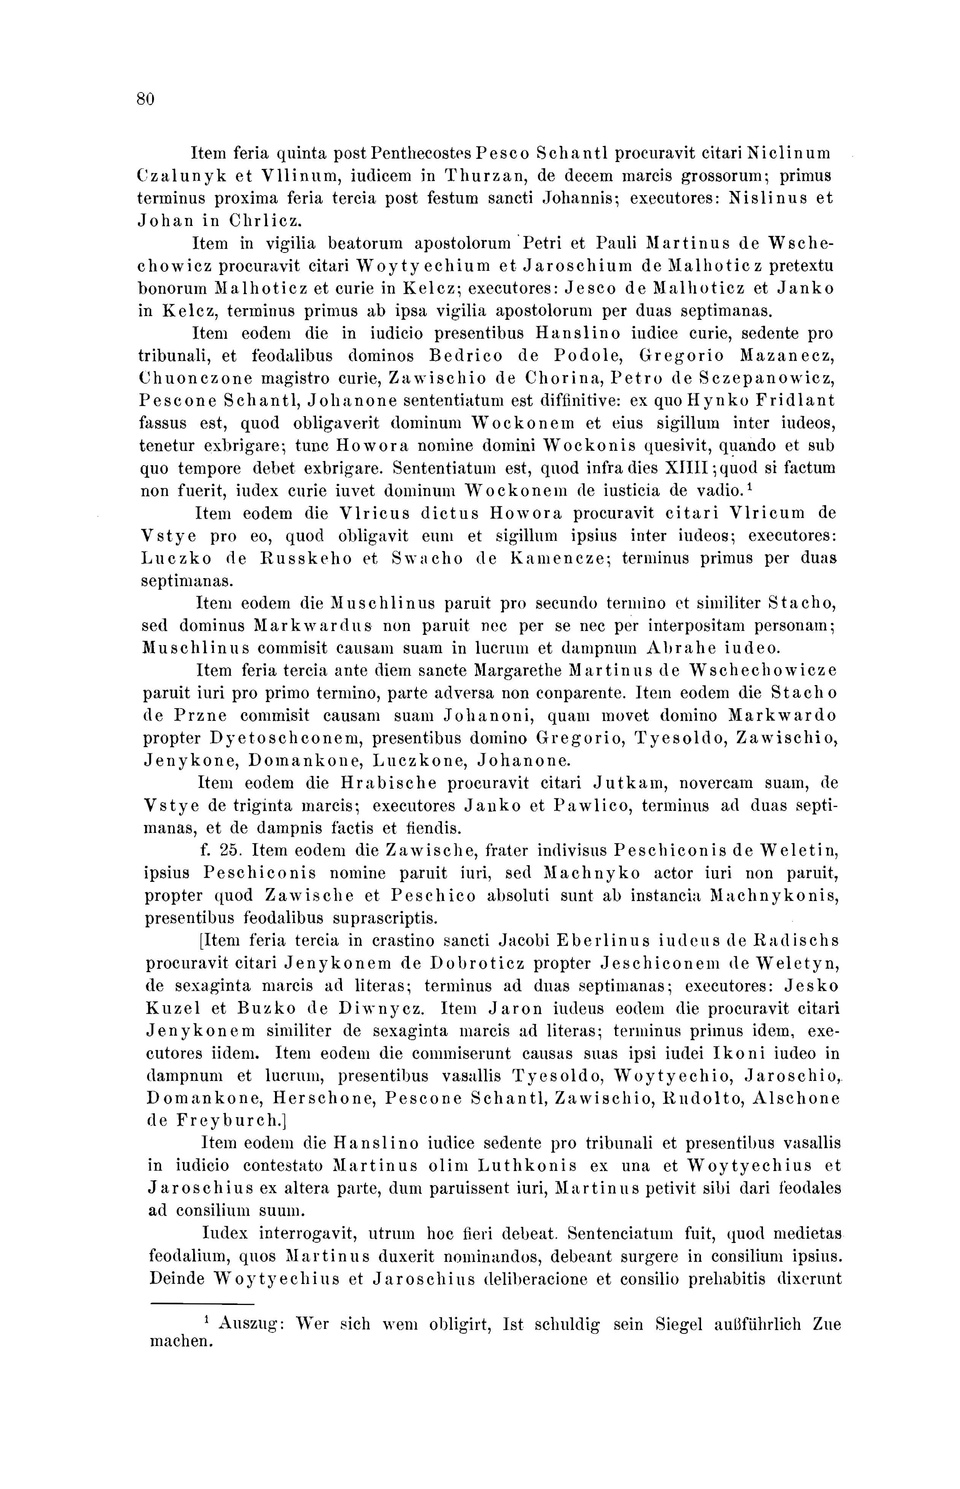 80
Item feria quinta post Penthecostes Pesco Schantl procuravit citari Niclinum
Czalunyk et Vllinum, iudicem in Thurzan, de decem marcis grossorum; primus
terminus proxima feria tercia post festum sancti Johannis; executores: Nislinus et
Johan in Chrlicz.
Item in vigilia beatorum apostolorum Petri et Pauli Martinus de Wsche-
chowicz procuravit citari Woytyechium et Jaroschium de Malhoticz pretextu
bonorum Malhoticz et curie in Kelcz; executores: Jesco de Malhoticz et Janko
in Kelcz, terminus primus ab ipsa vigilia apostolorum per duas septimanas.
Item eodem die in iudicio presentibus Hanslino iudice curie, sedente pro
tribunali, et feodalibus dominos Bedrico de Podole, Gregorio Mazanecz,
Chuonczone magistro curie, Zawischio de Chorina, Petro de Sczepanowicz,
Pescone Schantl, Johanone sententiatum est diffinitive: ex quo Hynko Fridlant
fassus est, quod obligaverit dominum Wockonem et eius sigillum inter iudeos,
tenetur exbrigare; tunc Howora nomine domini Wockonis quesivit, quando et sub
quo tempore debet exbrigare. Sententiatum est, quod infra dies XIIII; quod si factum
non fuerit, iudex curie iuvet dominum Wockonem de iusticia de vadio.¹
Item eodem die Vlricus dictus Howora procuravit citari Vlricum de
Vstye pro eo, quod obligavit eum et sigillum ipsius inter iudeos; executores:
Luczko de Russkeho et Swacho de Kamencze; terminus primus per duas
septimanas.
Item eodem die Muschlinus paruit pro secundo termino et similiter Stacho,
sed dominus Markwardus non paruit nec per se nec per interpositam personam;
Muschlinus commisit causam suam in lucrum et dampnum Abrahe iudeo.
Item feria tercia ante diem sancte Margarethe Martinus de Wschechowicze
paruit iuri pro primo termino, parte adversa non conparente. Item eodem die Stacho
de Przne commisit causam suam Johanoni, quam movet domino Markwardo
propter Dyetoschconem, presentibus domino Gregorio, Tyesoldo, Zawischio,
Jenykone, Domankone, Luczkone, Johanone.
Item eodem die Hrabische procuravit citari Jutkam, novercam suam, de
Vstye de triginta marcis; executores Janko et Pawlico, terminus ad duas septi-
manas, et de dampnis factis et fiendis.
f. 25. Item eodem die Zawische, frater indivisus Peschiconis de Weletin,
ipsius Peschiconis nomine paruit iuri, sed Machnyko actor iuri non paruit,
propter quod Zawische et Peschico absoluti sunt ab instancia Machnykonis,
presentibus feodalibus suprascriptis.
[Item feria tercia in crastino sancti Jacobi Eberlinus iudeus de Radischs
procuravit citari Jenykonem de Dobroticz propter Jeschiconem de Weletyn,
de sexaginta marcis ad literas; terminus ad duas septimanas; executores: Jesko
Kuzel et Buzko de Diwnycz. Item Jaron iudeus eodem die procuravit citari
Jenykonem similiter de sexaginta marcis ad literas; terminus primus idem, exe-
cutores iidem. Item eodem die commiserunt causas suas ipsi iudei Ikoni iudeo in
dampnum et lucrum, presentibus vasallis Tyesoldo, Woytyechio, Jaroschio,
Domankone, Herschone, Pescone Schantl, Zawischio, Rudolto, Alschone
de Freyburch.]
Item eodem die Hanslino iudice sedente pro tribunali et presentibus vasallis
in iudicio contestato Martinus olim Luthkonis ex una et Woytyechius et
Jaroschius ex altera parte, dum paruissent iuri, Martinus petivit sibi dari feodales
ad consilium suum.
Iudex interrogavit, utrum hoc fieri debeat. Sentenciatum fuit, quod medietas
feodalium, quos Martinus duxerit nominandos, debeant surgere in consilium ipsius.
Deinde Woytyechius et Jaroschius deliberacione et consilio prehabitis dixerunt
¹ Auszug: Wer sich wem obligirt, Ist schuldig sein Siegel außführlich Zue
machen.